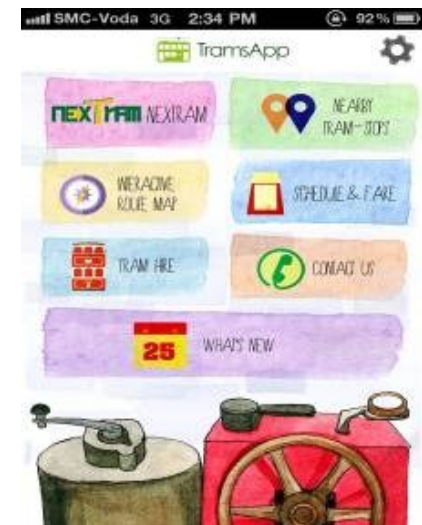 SMC-Voda 3G 2:34 PM 92%
TramsApp
NEXTRAM NEXTRAM
NEARBY
TRAM-STOPS
INTERACTIVE
ROUTE MAP
SCHEDULE & FARE
TRAM HIRE
CONTACT US
25 WHAT'S NEW